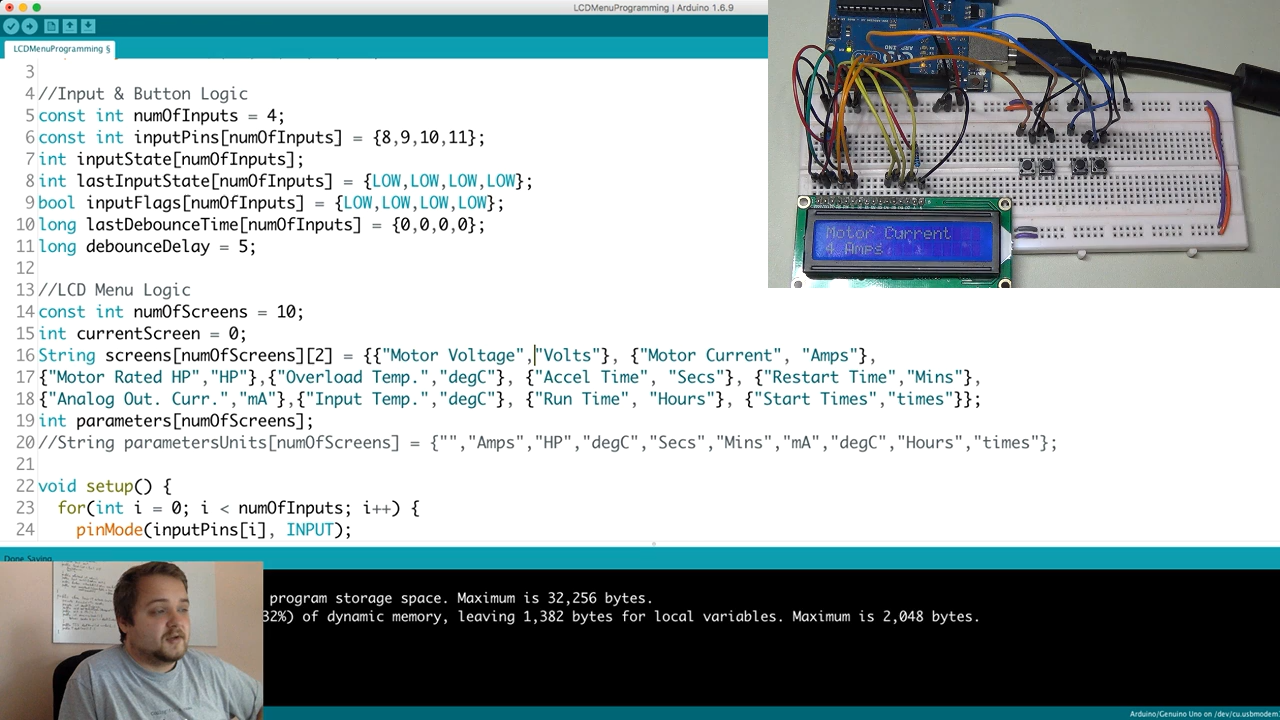 LCDMenuProgramming | Arduino 1.6.9
LCDMenuProgramming §
3
4 //Input & Button Logic
5 const int numOfInputs = 4;
6 const int inputPins[numOfInputs] = {8,9,10,11};
7 int inputState[numOfInputs];
8 int lastInputState[numOfInputs] = {LOW,LOW,LOW,LOW};
9 bool inputFlags[numOfInputs] = {LOW,LOW,LOW,LOW};
10 long lastDebounceTime[numOfInputs] = {0,0,0,0};
11 long debounceDelay = 5;
12
13 //LCD Menu Logic
14 const int numOfScreens = 10;
15 int currentScreen = 0;
16 String screens[numOfScreens][2] = {{"Motor Voltage","Volts"}, {"Motor Current", "Amps"},
17 {"Motor Rated HP","HP"},{"Overload Temp.","degC"}, {"Accel Time", "Secs"}, {"Restart Time","Mins"},
18 {"Analog Out. Curr.","mA"},{"Input Temp.","degC"}, {"Run Time", "Hours"}, {"Start Times","times"}};
19 int parameters[numOfScreens];
20 //String parametersUnits[numOfScreens] = {"","Amps","HP","degC","Secs","Mins","mA","degC","Hours","times"};
21
22 void setup() {
23 for(int i = 0; i < numOfInputs; i++) {
24 pinMode(inputPins[i], INPUT);
Motor Current
4 Amps
Done Saving.
program storage space. Maximum is 32,256 bytes.
32%) of dynamic memory, leaving 1,382 bytes for local variables. Maximum is 2,048 bytes.
Arduino/Genuino Uno on /dev/cu.usbmodem